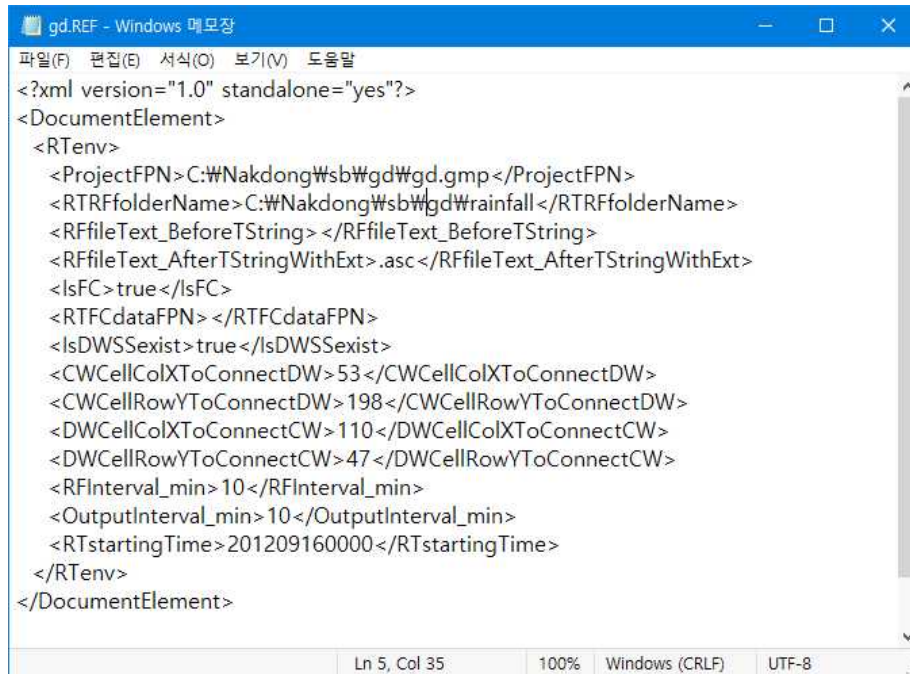 gd.REF - Windows 메모장
파일(F) 편집(E) 서식(O) 보기(V) 도움말
<?xml version="1.0" standalone="yes"?>
<DocumentElement>
<RTenv>
<ProjectFPN>C:₩Nakdong₩sb₩gd₩gd.gmp</ProjectFPN>
<RTRFfolderName>C:₩Nakdong₩sb₩gd₩rainfall</RTRFfolderName>
<RFfileText_BeforeTString></RFfileText_BeforeTString>
<RFfileText_AfterTStringWithExt>.asc</RFfileText_AfterTStringWithExt>
<IsFC>true</IsFC>
<RTFCdataFPN></RTFCdataFPN>
<IsDWSSexist>true</IsDWSSexist>
<CWCellColXToConnectDW>53</CWCellColXToConnectDW>
<CWCellRowYToConnectDW>198</CWCellRowYToConnectDW>
<DWCellColXToConnectCW>110</DWCellColXToConnectCW>
<DWCellRowYToConnectCW>47</DWCellRowYToConnectCW>
<RFInterval_min>10</RFInterval_min>
<OutputInterval_min>10</OutputInterval_min>
<RTstartingTime>201209160000</RTstartingTime>
</RTenv>
</DocumentElement>
Ln 5, Col 35 100% Windows (CRLF) UTF-8